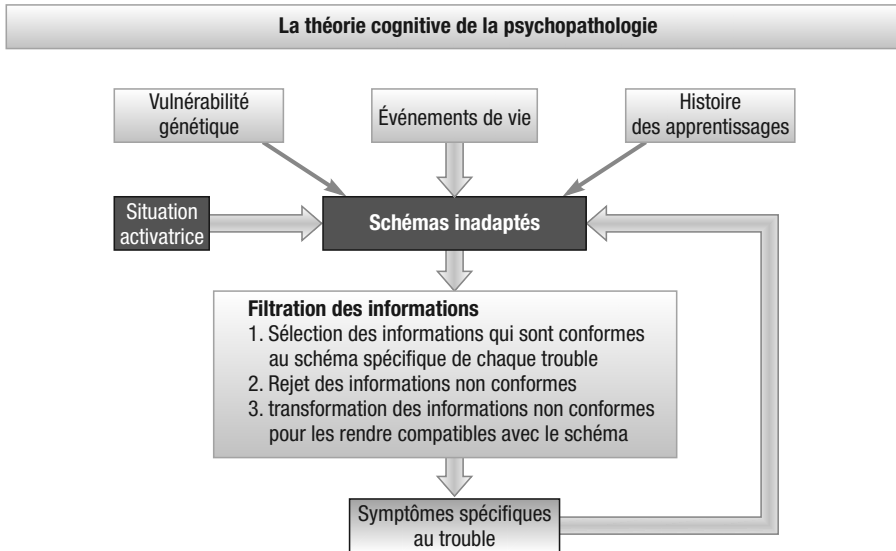 La théorie cognitive de la psychopathologie
Vulnérabilité
génétique
Événements de vie
Histoire
des apprentissages
Situation
activatrice
Schémas inadaptés
Filtration des informations
1. Sélection des informations qui sont conformes
au schéma spécifique de chaque trouble
2. Rejet des informations non conformes
3. transformation des informations non conformes
pour les rendre compatibles avec le schéma
Symptômes spécifiques
au trouble